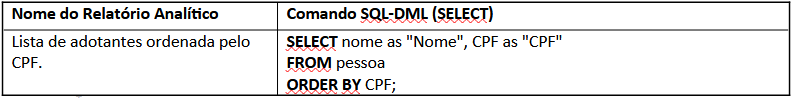 Nome do Relatório Analítico
Comando SQL-DML (SELECT)
Lista de adotantes ordenada pelo
CPF.
SELECT nome as "Nome", CPF as "CPF"
FROM pessoa
ORDER BY CPF;